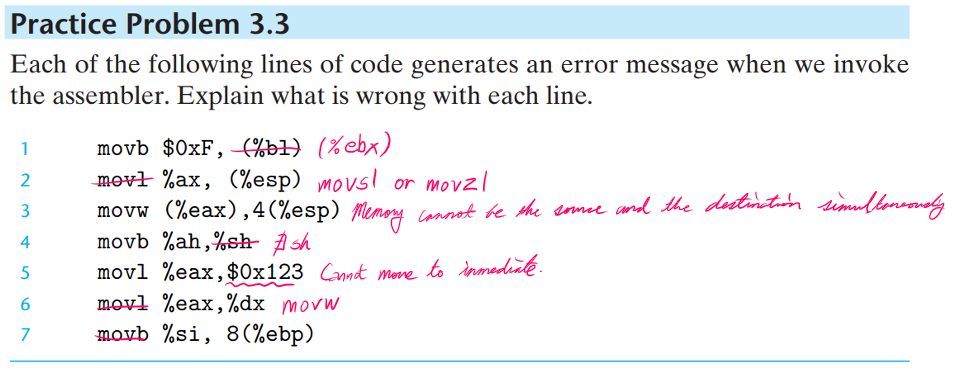 Practice Problem 3.3
Each of the following lines of code generates an error message when we invoke
the assembler. Explain what is wrong with each line.
1 movb $0xF, (%bl) (%ebx)
2 movl %ax, (%esp) movsl or movzl
3 movw (%eax),4(%esp) Memory cannot be the source and the destination simultaneously
4 movb %ah,%sh ∄ sh
5 movl %eax,$0x123 Cannot move to immediate.
6 movl %eax,%dx movw
7 movb %si, 8(%ebp)